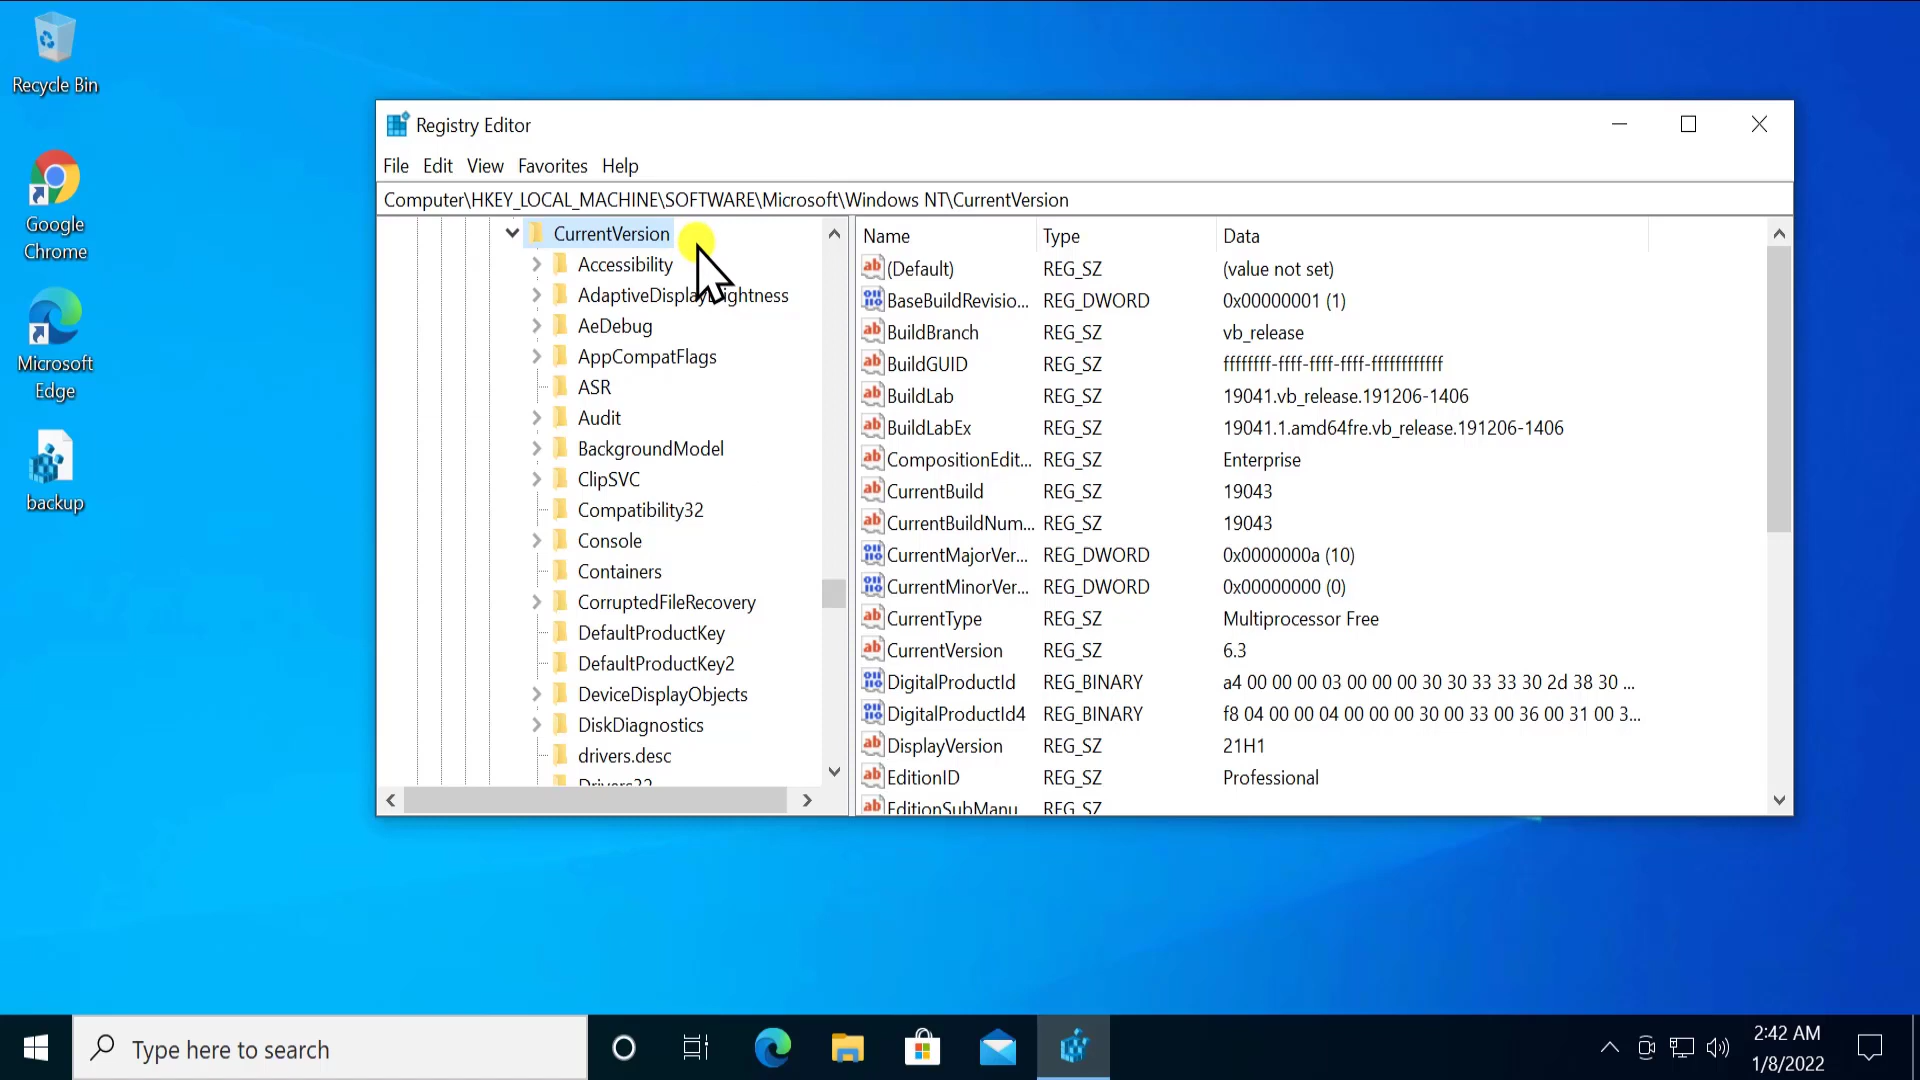 Recycle Bin
Google
Chrome
Microsoft
Edge
backup
Registry Editor
File Edit View Favorites Help
Computer\HKEY_LOCAL_MACHINE\SOFTWARE\Microsoft\Windows NT\CurrentVersion
CurrentVersion
Accessibility
AeDebug
AppCompatFlags
ASR
Audit
BackgroundModel
ClipSVC
Compatibility32
Console
Containers
CorruptedFileRecovery
DefaultProductKey
DefaultProductKey2
DeviceDisplayObjects
DiskDiagnostics
drivers.desc
Drivers32
Name Type Data
(Default) REG_SZ (value not set)
BaseBuildRevisio... REG_DWORD 0x00000001 (1)
BuildBranch REG_SZ vb_release
BuildGUID REG_SZ ffffffff-ffff-ffff-ffff-ffffffffffff
BuildLab REG_SZ 19041.vb_release.191206-1406
BuildLabEx REG_SZ 19041.1.amd64fre.vb_release.191206-1406
CompositionEdit... REG_SZ Enterprise
CurrentBuild REG_SZ 19043
CurrentBuildNum... REG_SZ 19043
CurrentMajorVer... REG_DWORD 0x0000000a (10)
CurrentMinorVer... REG_DWORD 0x00000000 (0)
CurrentType REG_SZ Multiprocessor Free
CurrentVersion REG_SZ 6.3
DigitalProductId REG_BINARY a4 00 00 00 03 00 00 00 30 30 33 33 30 2d 38 30 ...
DigitalProductId4 REG_BINARY f8 04 00 00 04 00 00 00 30 00 33 00 36 00 31 00 3...
DisplayVersion REG_SZ 21H1
EditionID REG_SZ Professional
EditionSubManu REG_SZ
Type here to search
2:42 AM
1/8/2022